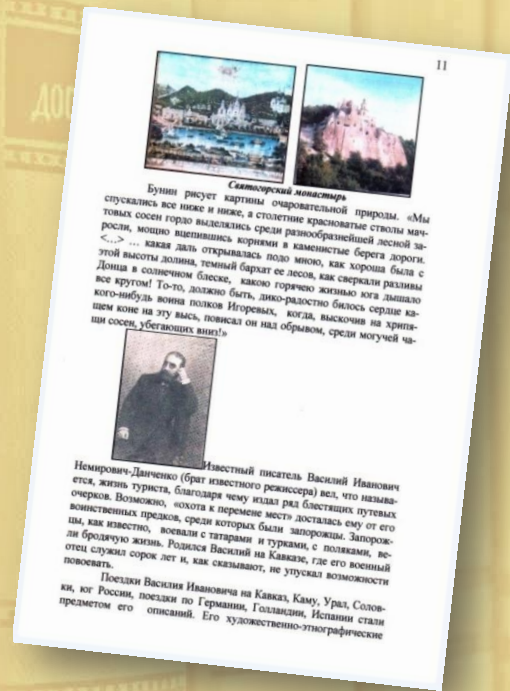 11
ДОС
Святогорский монастырь
Бунин рисует картины очаровательной природы. «Мы
спускались все ниже и ниже, а столетние красноватые стволы мач-
товых сосен гордо выделялись среди разнообразнейшей лесной за-
росли, мощно вцепившись корнями в каменистые берега дороги.
<...> ... какая даль открывалась подо мною, как хороша была с
этой высоты долина, темный бархат ее лесов, как сверкали разливы
Донца в солнечном блеске, какою горячею жизнью юга дышало
все кругом! То-то, должно быть, дико-радостно билось сердце ка-
кого-нибудь воина полков Игоревых, когда, выскочив на хрипя-
щем коне на эту высь, повисал он над обрывом, среди могучей ча-
щи сосен, убегающих вниз!»
Известный писатель Василий Иванович
Немирович-Данченко (брат известного режиссера) вел, что называ-
ется, жизнь туриста, благодаря чему издал ряд блестящих путевых
очерков. Возможно, «охота к перемене мест» досталась ему от его
воинственных предков, среди которых были запорожцы. Запорож-
цы, как известно, воевали с татарами и турками, с поляками, ве-
ли бродячую жизнь. Родился Василий на Кавказе, где его военный
отец служил сорок лет и, как сказывают, не упускал возможности
повоевать.
Поездки Василия Ивановича на Кавказ, Каму, Урал, Солов-
ки, юг России, поездки по Германии, Голландии, Испании стали
предметом его описаний. Его художественно-этнографические